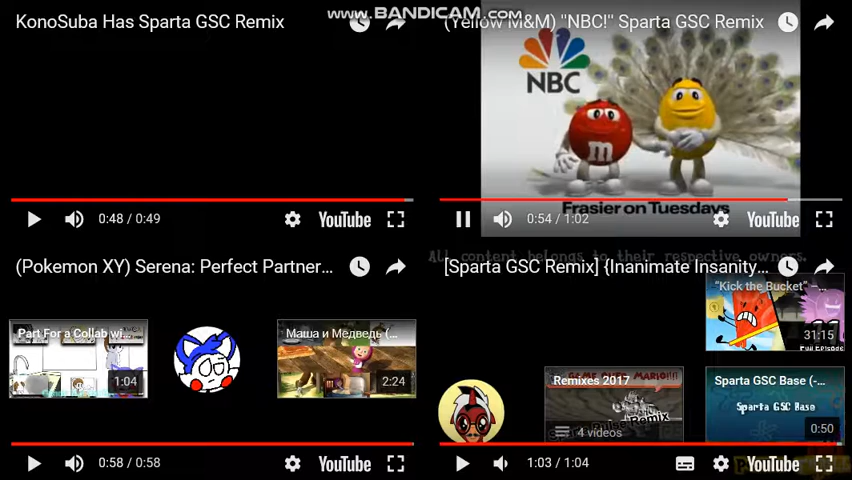 www.BANDICAM.com
KonoSuba Has Sparta GSC Remix
(Yellow M&M) "NBC!" Sparta GSC Remix
NBC
m
Frasier on Tuesdays
0:48 / 0:49
YouTube
0:54 / 1:02
YouTube
All content belongs to their respective owners.
(Pokemon XY) Serena: Perfect Partner...
[Sparta GSC Remix] {Inanimate Insanity...
"Kick the Bucket" –...
31:15
Full Episode
Part For a Collab wi...
1:04
Маша и Медведь (...
2:24
Remixes 2017
Remix
4 videos
Sparta GSC Base (-...
Sparta GSC Base
0:50
0:58 / 0:58
YouTube
1:03 / 1:04
YouTube